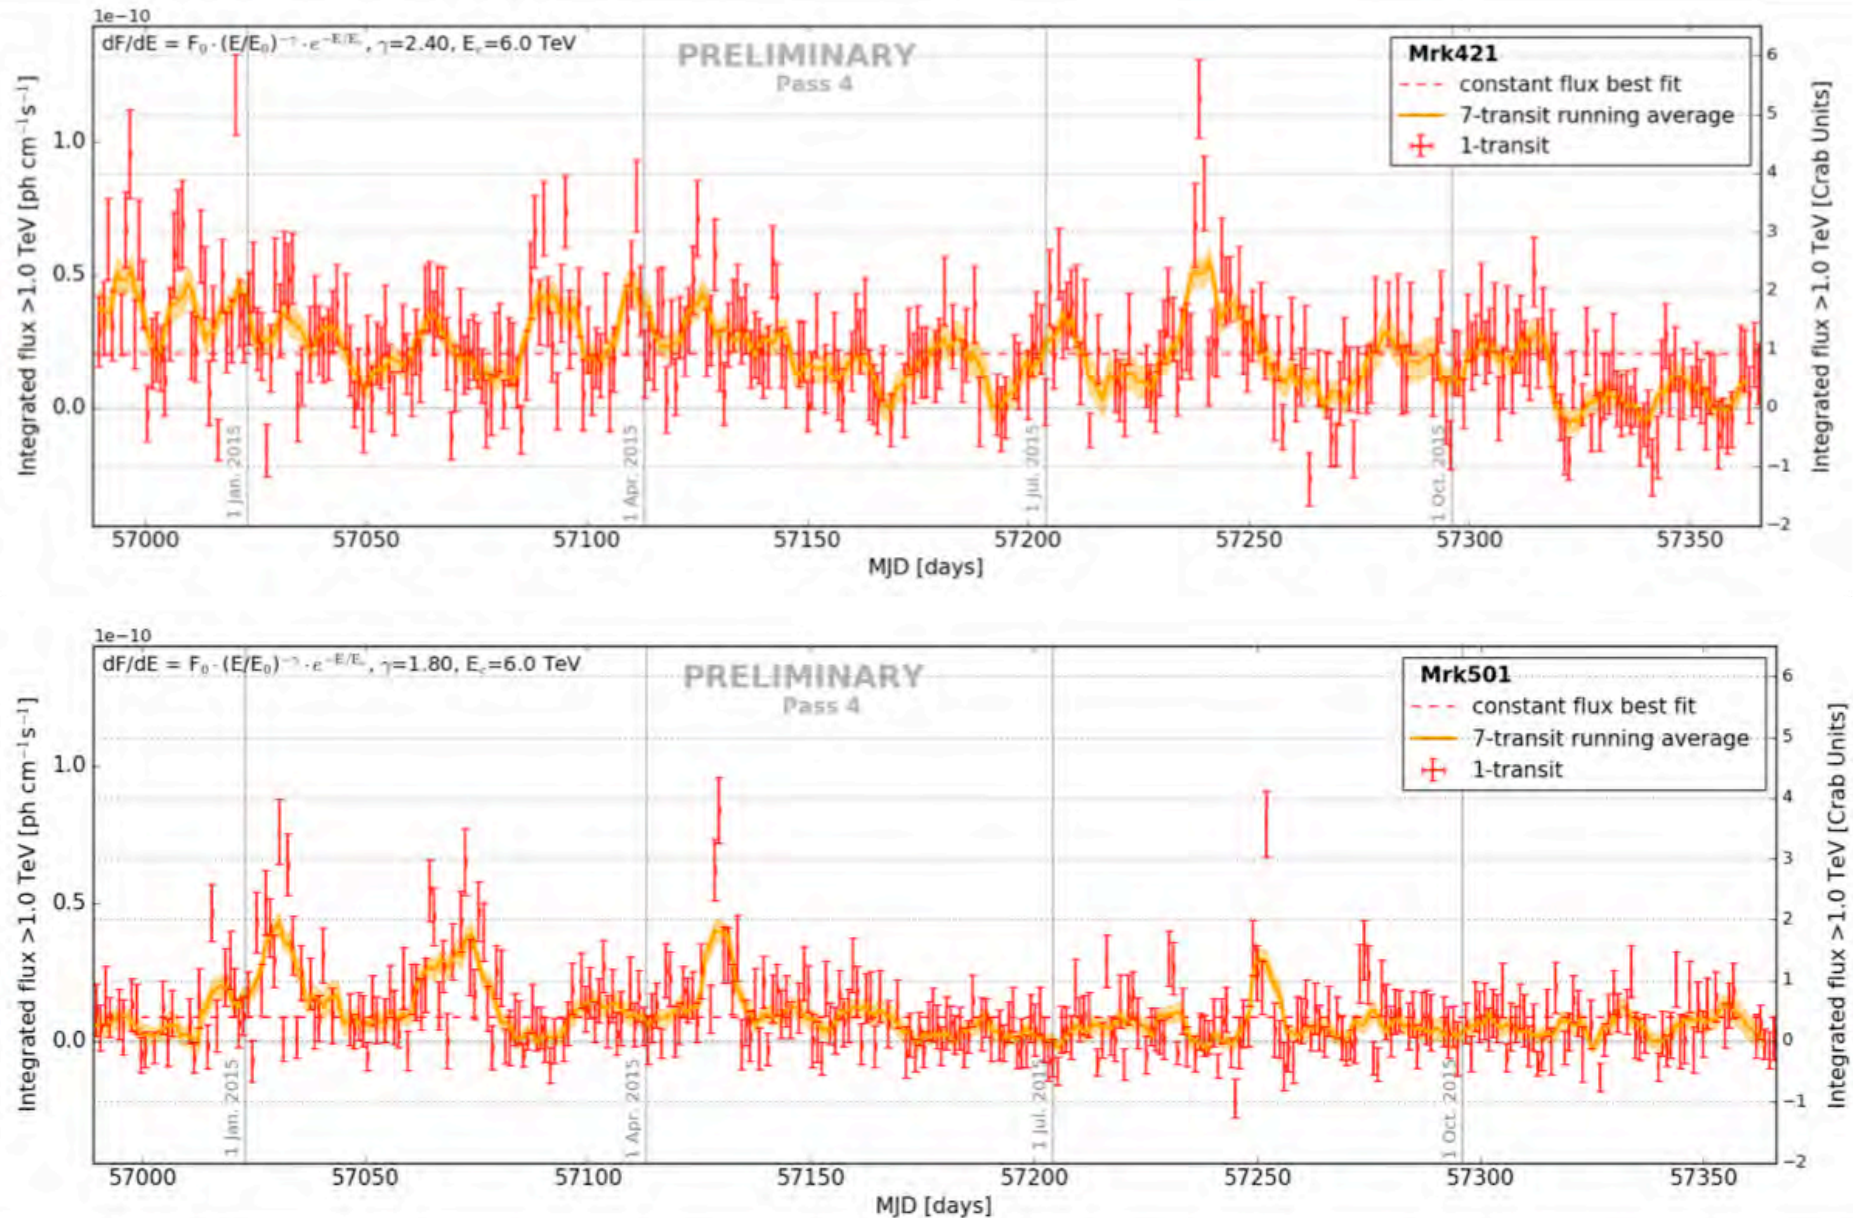 1e−10
dF/dE = F₀·(E/E₀)^−γ·e^−E/E꜀, γ=2.40, E꜀=6.0 TeV
PRELIMINARY
Pass 4
Mrk421
constant flux best fit
7-transit running average
1-transit
Integrated flux >1.0 TeV [ph cm⁻¹s⁻¹]
1.0
0.5
0.0
6
5
4
3
2
1
0
−1
−2
Integrated flux >1.0 TeV [Crab Units]
1 Jan. 2015
1 Apr. 2015
1 Jul. 2015
1 Oct. 2015
57000 57050 57100 57150 57200 57250 57300 57350
MJD [days]
1e−10
dF/dE = F₀·(E/E₀)^−γ·e^−E/E꜀, γ=1.80, E꜀=6.0 TeV
PRELIMINARY
Pass 4
Mrk501
constant flux best fit
7-transit running average
1-transit
Integrated flux >1.0 TeV [ph cm⁻¹s⁻¹]
1.0
0.5
0.0
6
5
4
3
2
1
0
−1
−2
Integrated flux >1.0 TeV [Crab Units]
1 Jan. 2015
1 Apr. 2015
1 Jul. 2015
1 Oct. 2015
57000 57050 57100 57150 57200 57250 57300 57350
MJD [days]